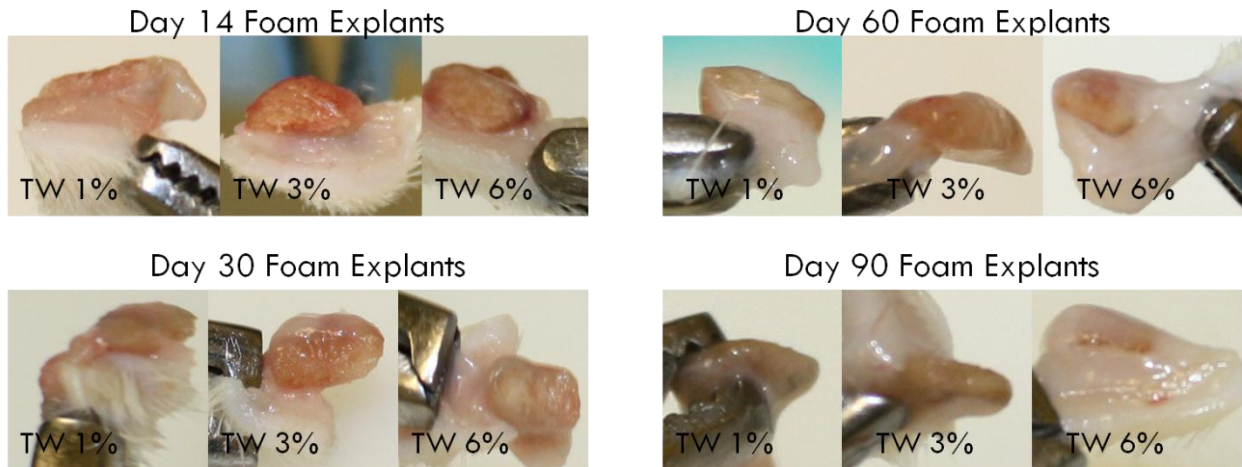 Day 14 Foam Explants
TW 1% TW 3% TW 6%
Day 60 Foam Explants
TW 1% TW 3% TW 6%
Day 30 Foam Explants
TW 1% TW 3% TW 6%
Day 90 Foam Explants
TW 1% TW 3% TW 6%